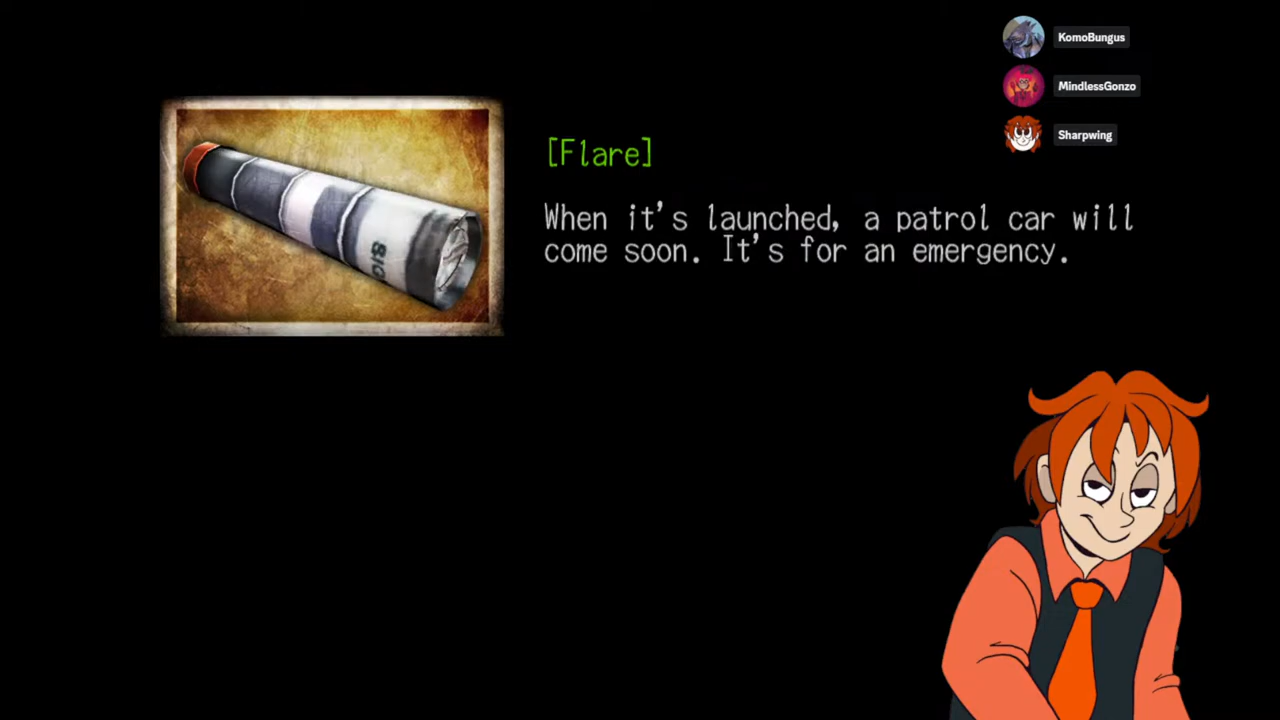 KomoBungus
MindlessGonzo
Sharpwing
[Flare]
When it's launched, a patrol car will
come soon. It's for an emergency.